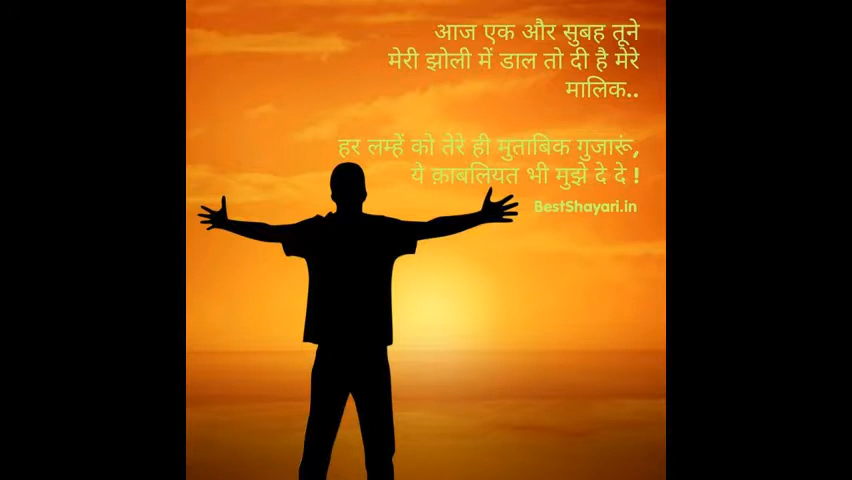 आज एक और सुबह तूने
मेरी झोली में डाल तो दी है मेरे
मालिक..
हर लम्हें को तेरे ही मुताबिक गुजारूं,
ये क़ाबलियत भी मुझे दे दे !
BestShayari.in